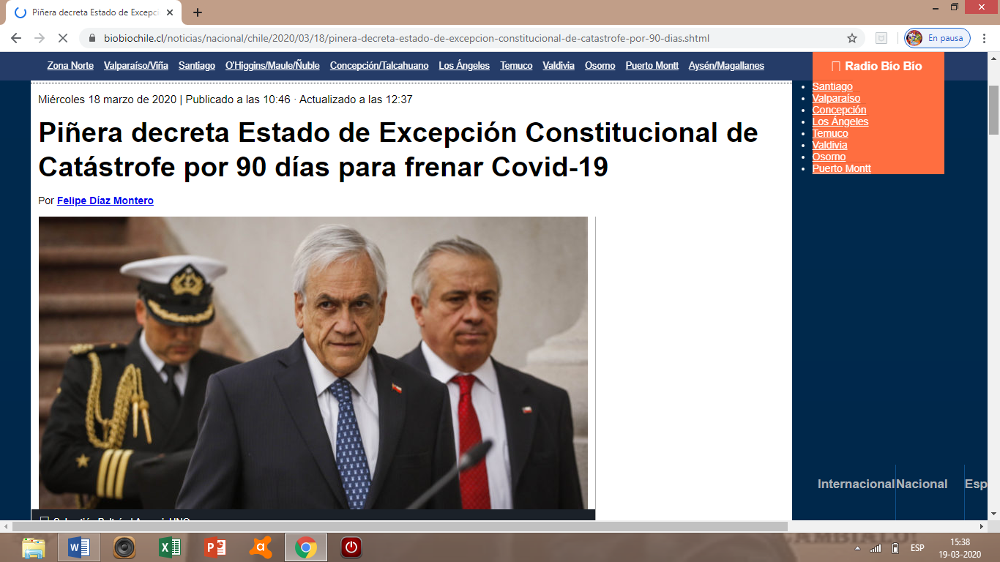 Piñera decreta Estado de Excepci
biobiochile.cl/noticias/nacional/chile/2020/03/18/pinera-decreta-estado-de-excepcion-constitucional-de-catastrofe-por-90-dias.shtml
En pausa
Zona Norte Valparaíso/Viña Santiago O'Higgins/Maule/Ñuble Concepción/Talcahuano Los Ángeles Temuco Valdivia Osorno Puerto Montt Aysén/Magallanes
Radio Bío Bío
Santiago
Valparaíso
Concepción
Los Ángeles
Temuco
Valdivia
Osorno
Puerto Montt
Miércoles 18 marzo de 2020 | Publicado a las 10:46 · Actualizado a las 12:37
Piñera decreta Estado de Excepción Constitucional de
Catástrofe por 90 días para frenar Covid-19
Por Felipe Díaz Montero
Internacional Nacional Esp
ESP
15:38
19-03-2020